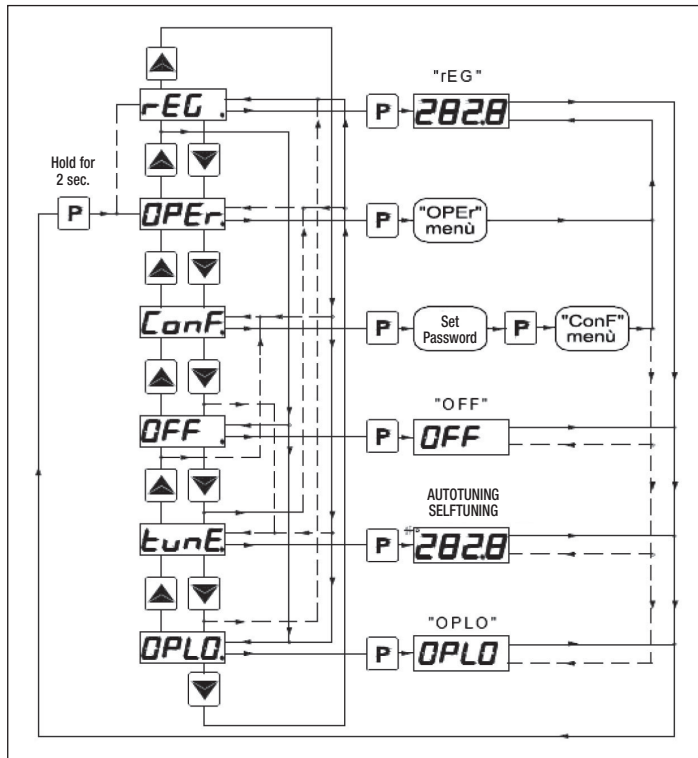 "rEG"
rEG .
P
282.8
Hold for
2 sec.
P
OPEr.
P
"OPEr"
menù
ConF.
P
Set
Password
P
"ConF"
menù
"OFF"
OFF .
P
OFF
AUTOTUNING
SELFTUNING
tunE.
P
282.8
"OPLO"
OPLO.
P
OPLO